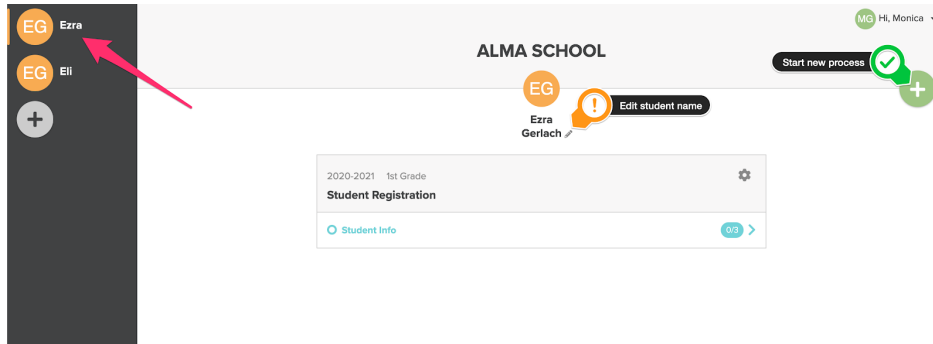 EG Ezra
EG Eli
MG Hi, Monica
ALMA SCHOOL
Start new process
EG
Edit student name
Ezra
Gerlach
2020-2021 1st Grade
Student Registration
Student Info 0/3